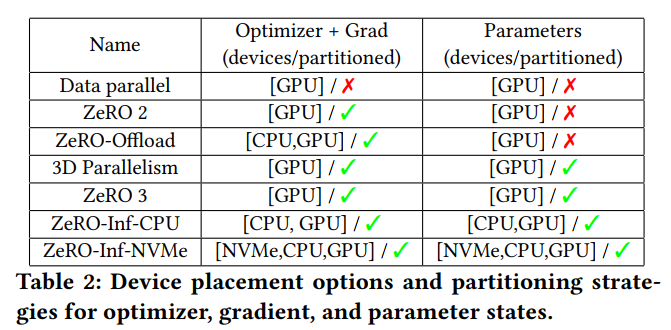 Name Optimizer + Grad (devices/partitioned) Parameters (devices/partitioned)
Data parallel [GPU] / ✗ [GPU] / ✗
ZeRO 2 [GPU] / ✓ [GPU] / ✗
ZeRO-Offload [CPU,GPU] / ✓ [GPU] / ✗
3D Parallelism [GPU] / ✓ [GPU] / ✓
ZeRO 3 [GPU] / ✓ [GPU] / ✓
ZeRO-Inf-CPU [CPU, GPU] / ✓ [CPU,GPU] / ✓
ZeRO-Inf-NVMe [NVMe,CPU,GPU] / ✓ [NVMe,CPU,GPU] / ✓
Table 2: Device placement options and partitioning strate-
gies for optimizer, gradient, and parameter states.